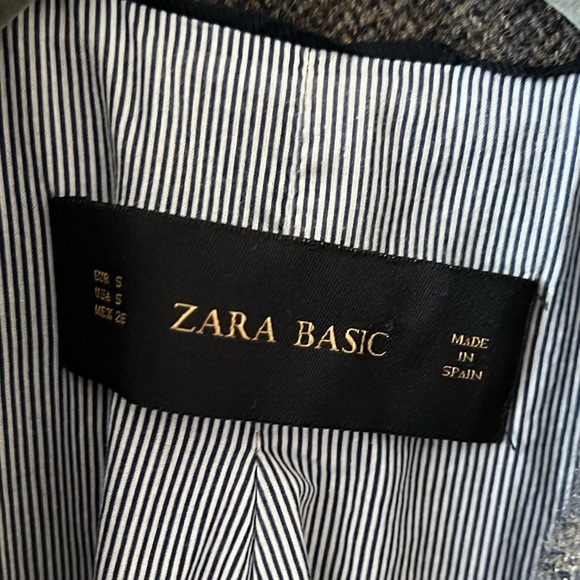 EUR S
USA S
MEX 26
ZARA BASIC
MADE
IN
SPAIN